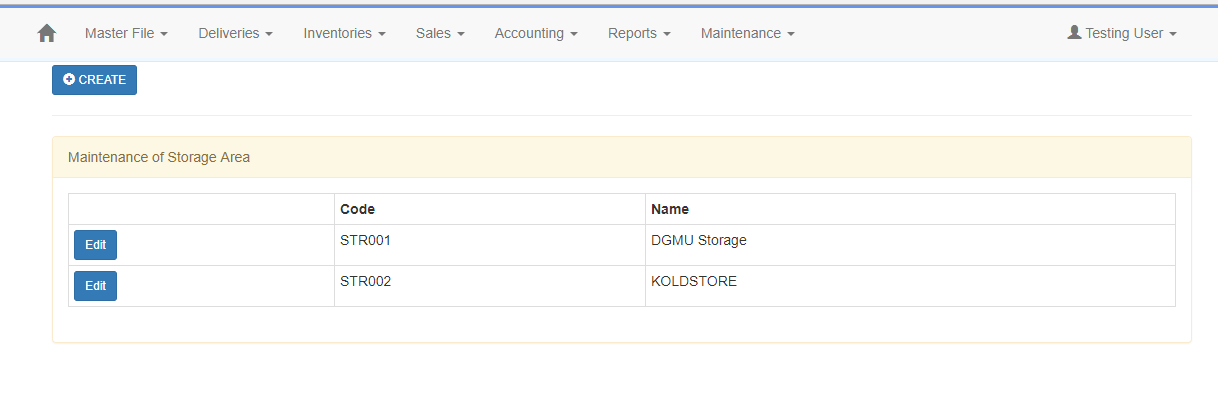 Master File Deliveries Inventories Sales Accounting Reports Maintenance Testing User
CREATE
Maintenance of Storage Area
Code Name
Edit STR001 DGMU Storage
Edit STR002 KOLDSTORE